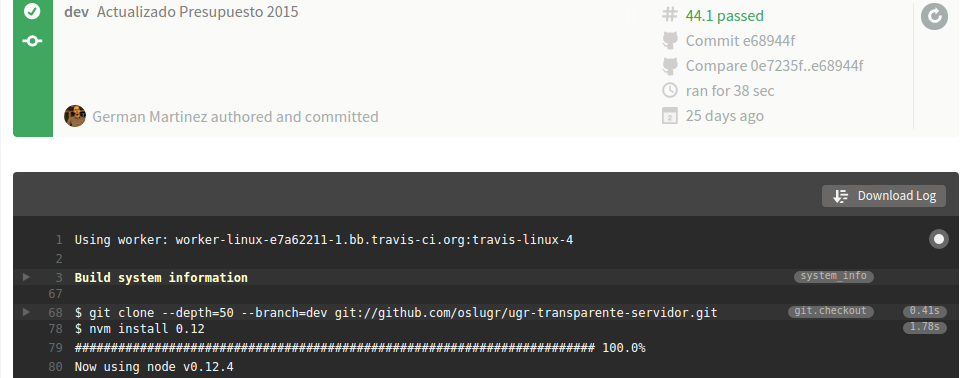 dev Actualizado Presupuesto 2015
44.1 passed
Commit e68944f
Compare 0e7235f..e68944f
ran for 38 sec
25 days ago
German Martinez authored and committed
Download Log
1 Using worker: worker-linux-e7a62211-1.bb.travis-ci.org:travis-linux-4
2
3 Build system information system_info
67
68 $ git clone --depth=50 --branch=dev git://github.com/oslugr/ugr-transparente-servidor.git git.checkout 0.41s
78 $ nvm install 0.12 1.78s
79 ######################################################################## 100.0%
80 Now using node v0.12.4